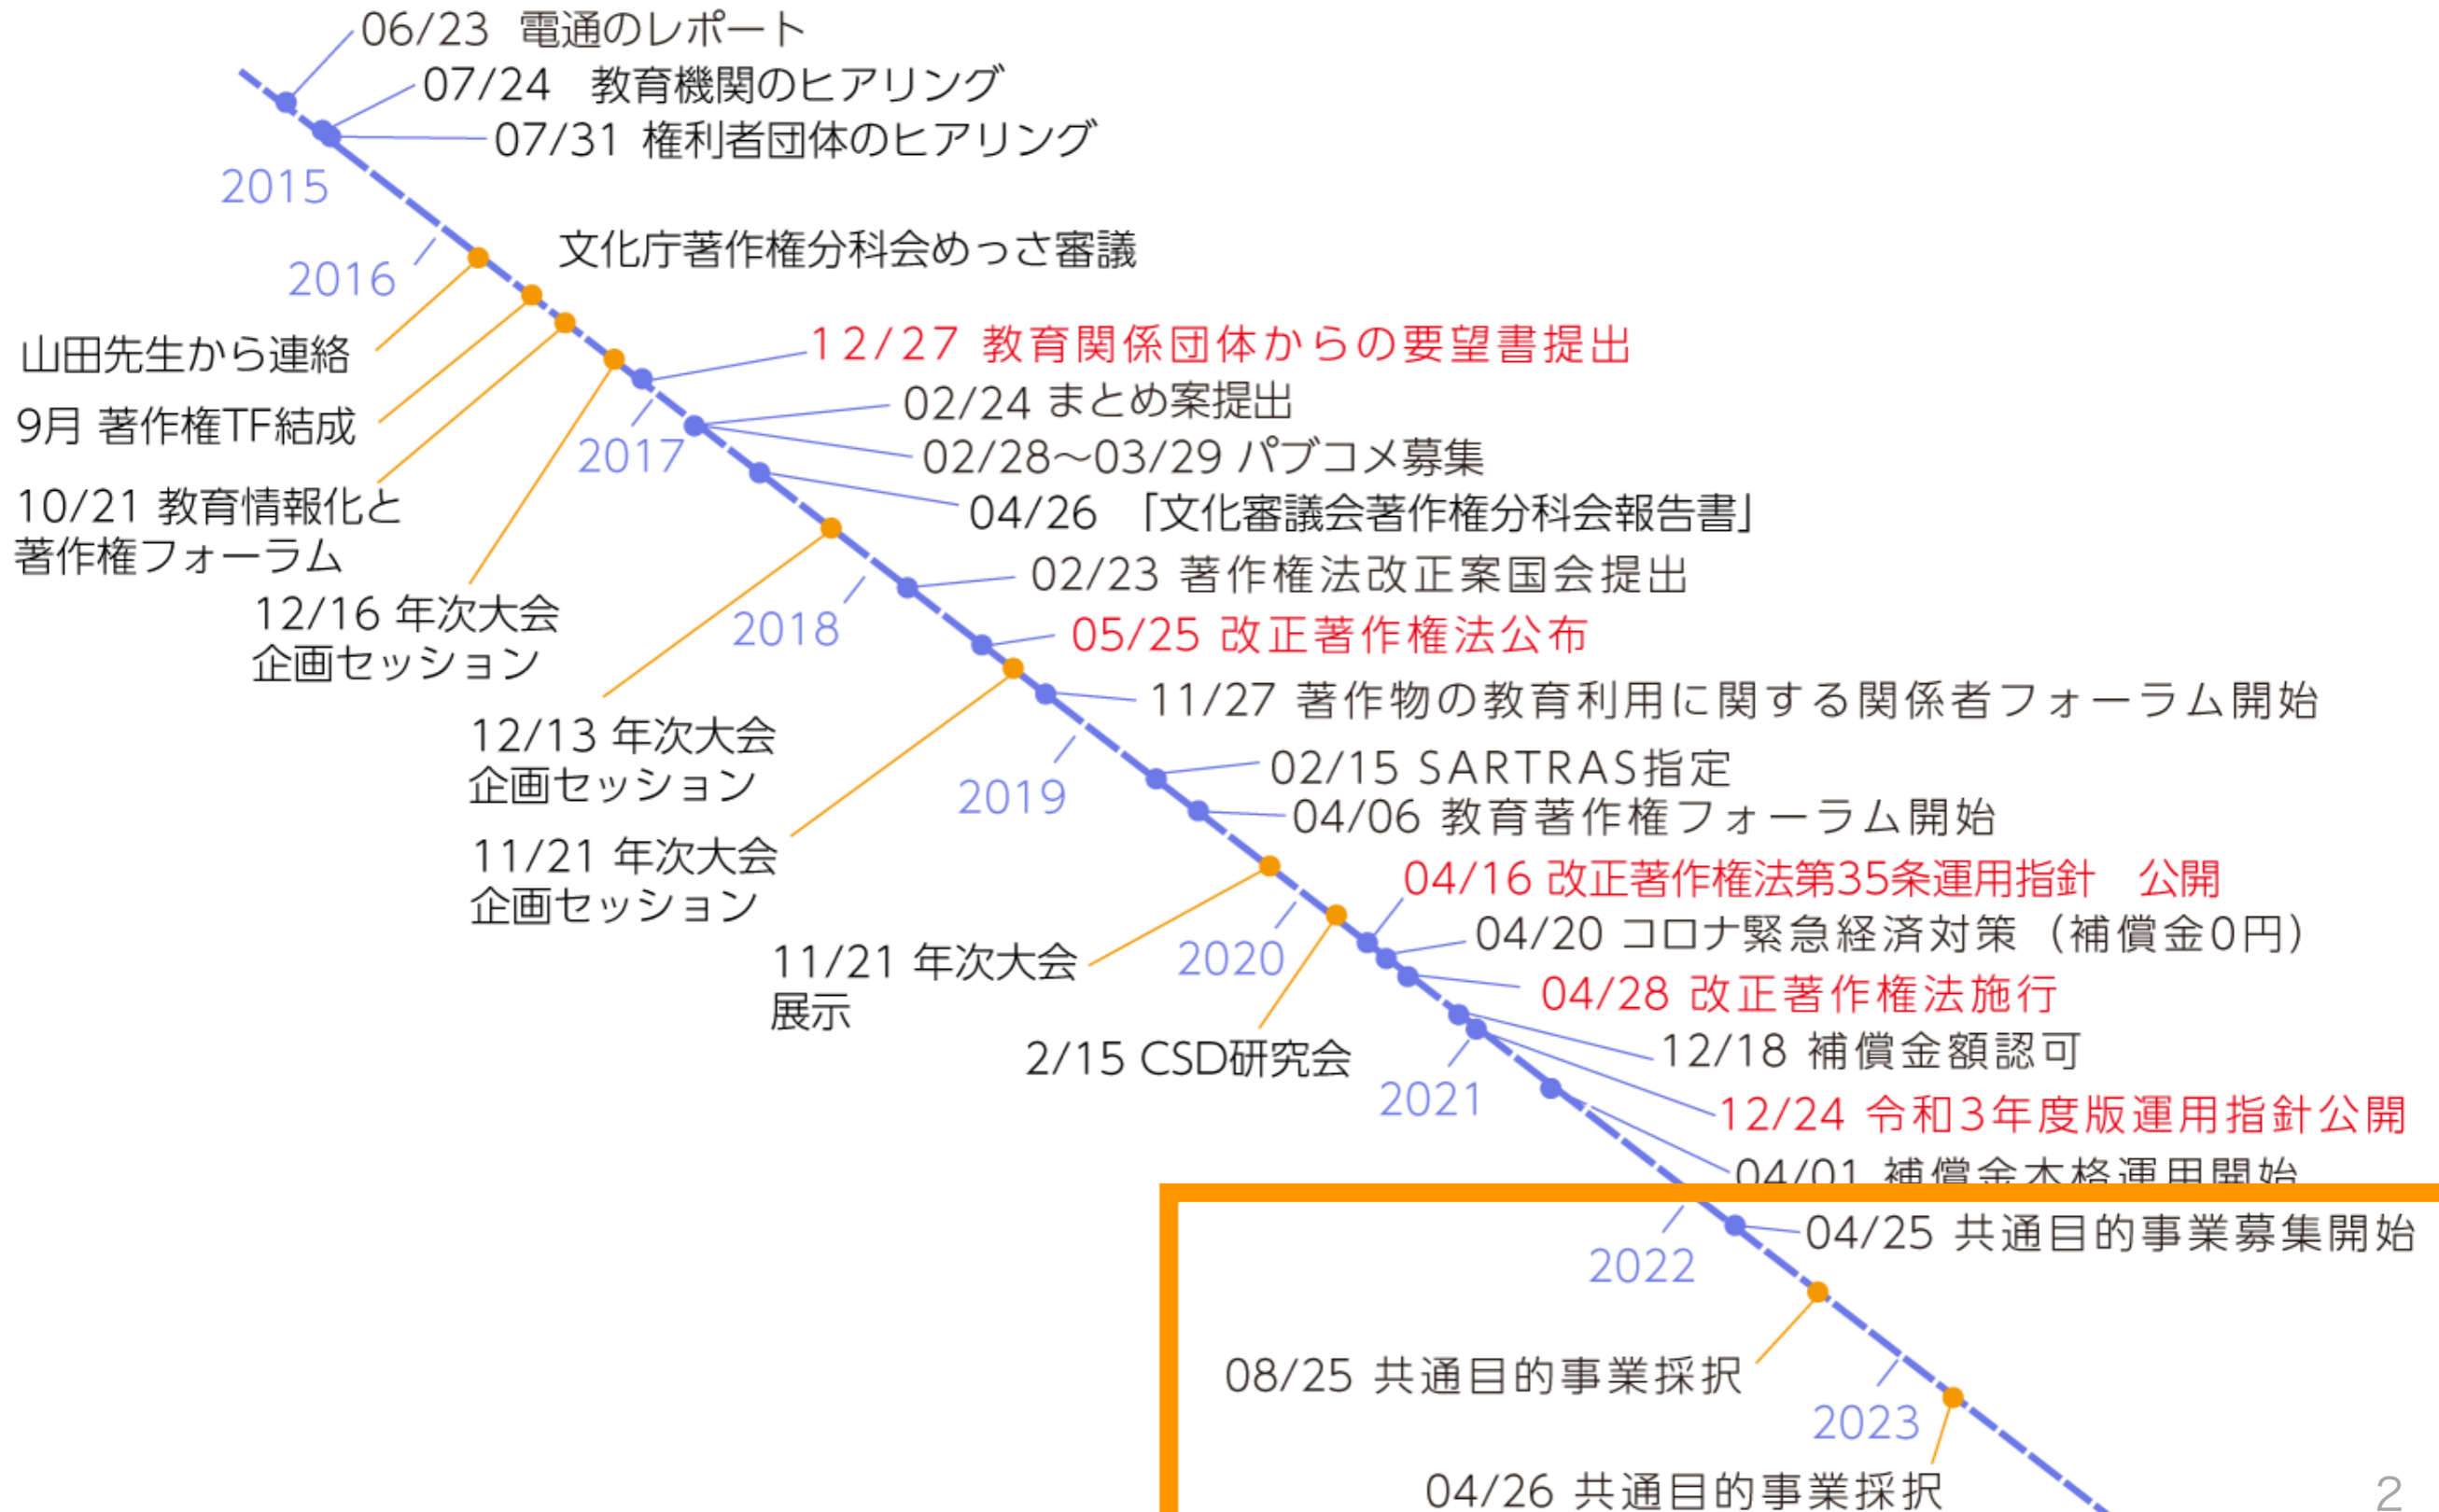 06/23 電通のレポート
07/24 教育機関のヒアリング
07/31 権利者団体のヒアリング
2015
文化庁著作権分科会めっさ審議
2016
山田先生から連絡
9月 著作権TF結成
10/21 教育情報化と
著作権フォーラム
12/16 年次大会
企画セッション
12/27 教育関係団体からの要望書提出
2017
02/24 まとめ案提出
02/28〜03/29 パブコメ募集
04/26 「文化審議会著作権分科会報告書」
12/13 年次大会
企画セッション
2018
02/23 著作権法改正案国会提出
05/25 改正著作権法公布
11/21 年次大会
企画セッション
11/27 著作物の教育利用に関する関係者フォーラム開始
2019
02/15 SARTRAS指定
04/06 教育著作権フォーラム開始
11/21 年次大会
展示
2020
2/15 CSD研究会
04/16 改正著作権法第35条運用指針 公開
04/20 コロナ緊急経済対策（補償金0円）
04/28 改正著作権法施行
12/18 補償金額認可
12/24 令和3年度版運用指針公開
2021
04/01 補償金本格運用開始
2022
04/25 共通目的事業募集開始
08/25 共通目的事業採択
2023
04/26 共通目的事業採択
2